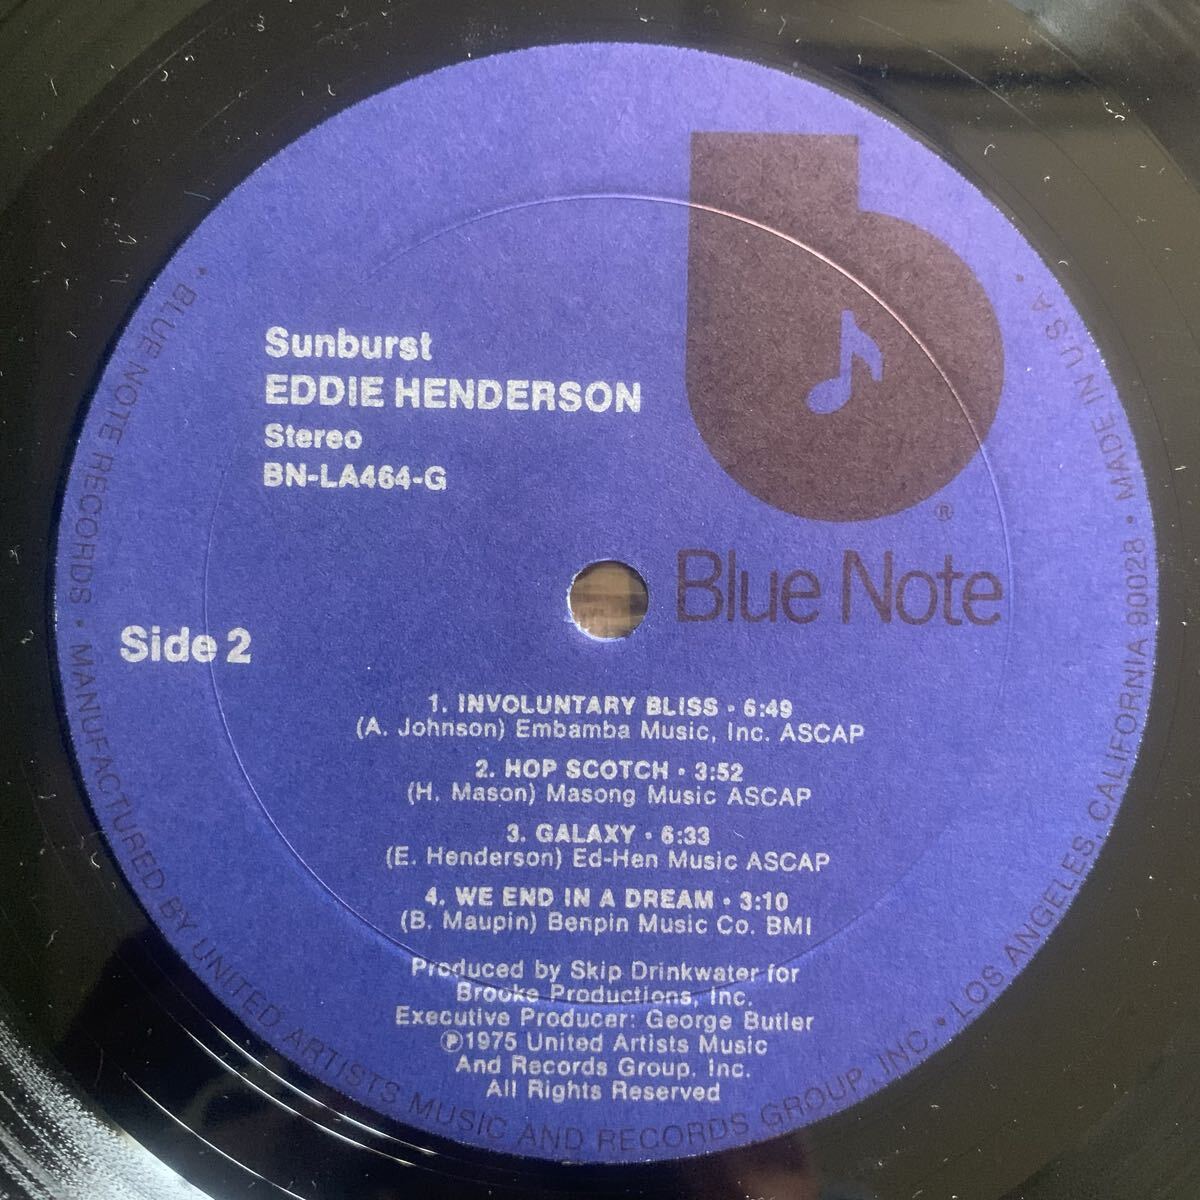 Sunburst
EDDIE HENDERSON
Stereo
BN-LA464-G
®
Blue Note
Side 2
1. INVOLUNTARY BLISS • 6:49
(A. Johnson) Embamba Music, Inc. ASCAP
2. HOP SCOTCH • 3:52
(H. Mason) Masong Music ASCAP
3. GALAXY • 6:33
(E. Henderson) Ed-Hen Music ASCAP
4. WE END IN A DREAM • 3:10
(B. Maupin) Benpin Music Co. BMI
Produced by Skip Drinkwater for
Brooke Productions, Inc.
Executive Producer: George Butler
℗1975 United Artists Music
And Records Group. Inc.
All Rights Reserved
• BLUE NOTE RECORDS • MANUFACTURED BY UNITED ARTISTS MUSIC AND RECORDS GROUP, INC. • LOS ANGELES, CALIFORNIA 90028 • MADE IN U.S.A •